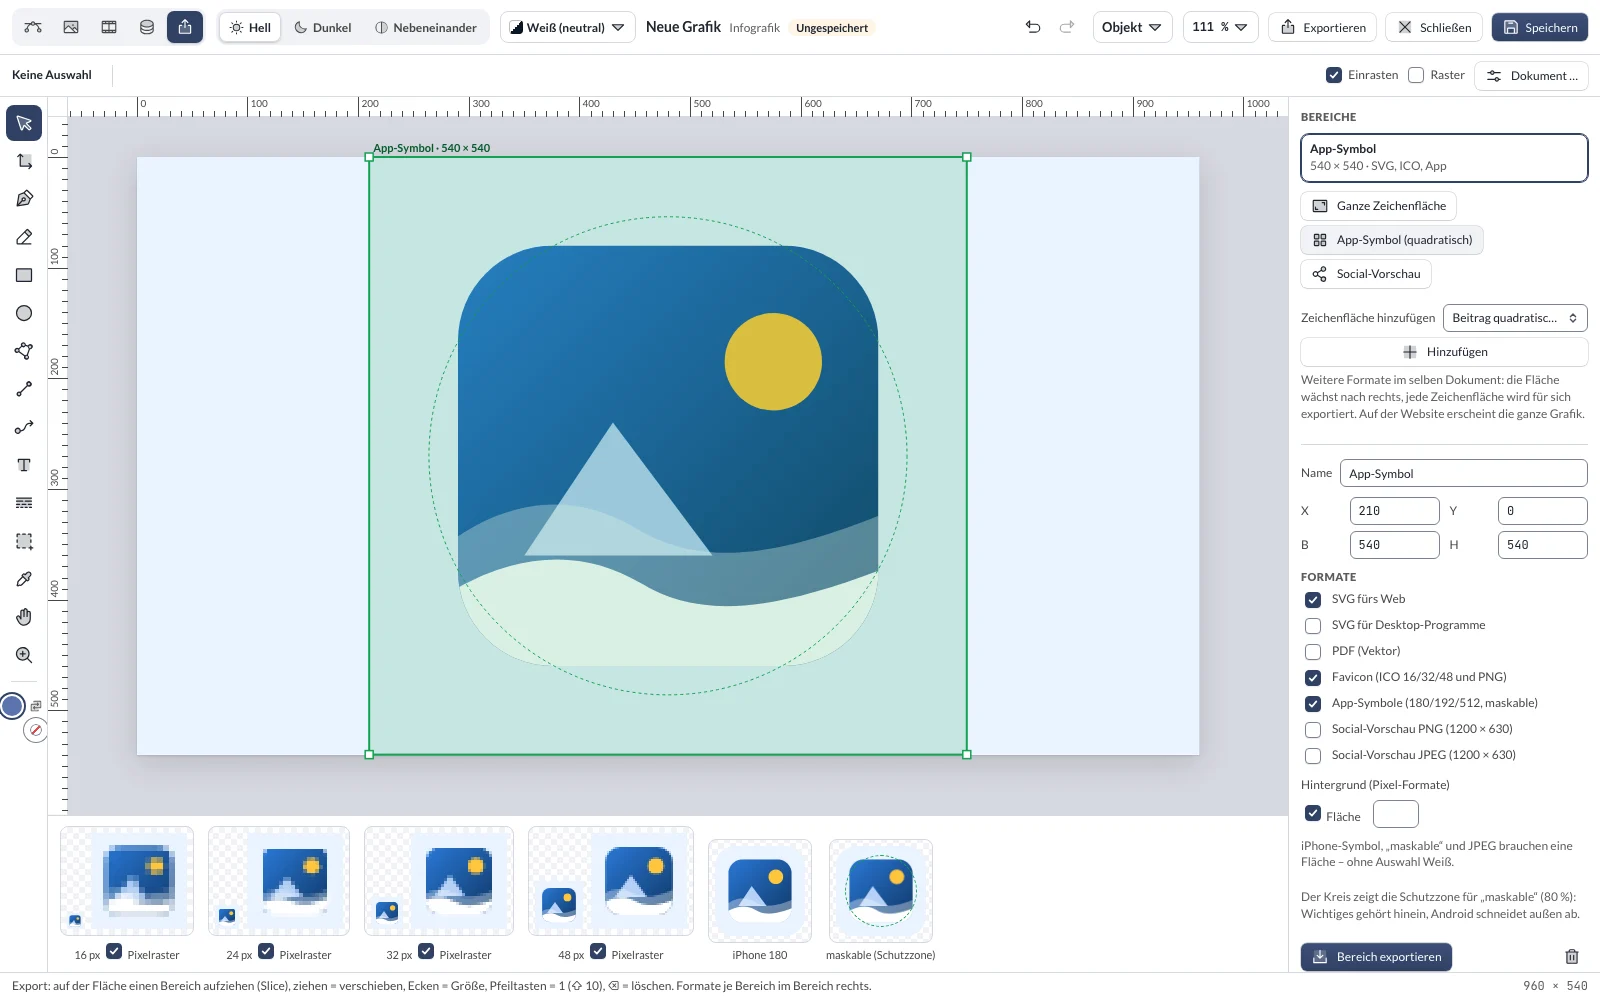 Hell
Dunkel
Nebeneinander
Weiß (neutral)
Neue Grafik Infografik Ungespeichert
Objekt
111 %
Exportieren
Schließen
Speichern
Keine Auswahl
Einrasten
Raster
Dokument ...
0 100 200 300 400 500 600 700 800 900 1000
0
100
200
300
400
500
App-Symbol · 540 × 540
16 px Pixelraster
24 px Pixelraster
32 px Pixelraster
48 px Pixelraster
iPhone 180
maskable (Schutzzone)
BEREICHE
App-Symbol
540 × 540 · SVG, ICO, App
Ganze Zeichenfläche
App-Symbol (quadratisch)
Social-Vorschau
Zeichenfläche hinzufügen Beitrag quadratisc...
Hinzufügen
Weitere Formate im selben Dokument: die Fläche
wächst nach rechts, jede Zeichenfläche wird für sich
exportiert. Auf der Website erscheint die ganze Grafik.
Name App-Symbol
X 210 Y 0
B 540 H 540
FORMATE
SVG fürs Web
SVG für Desktop-Programme
PDF (Vektor)
Favicon (ICO 16/32/48 und PNG)
App-Symbole (180/192/512, maskable)
Social-Vorschau PNG (1200 × 630)
Social-Vorschau JPEG (1200 × 630)
Hintergrund (Pixel-Formate)
Fläche
iPhone-Symbol, „maskable“ und JPEG brauchen eine
Fläche – ohne Auswahl Weiß.
Der Kreis zeigt die Schutzzone für „maskable“ (80 %):
Wichtiges gehört hinein, Android schneidet außen ab.
Bereich exportieren
Export: auf der Fläche einen Bereich aufziehen (Slice), ziehen = verschieben, Ecken = Größe, Pfeiltasten = 1 (⇧ 10), ⌫ = löschen. Formate je Bereich im Bereich rechts.
960 × 540